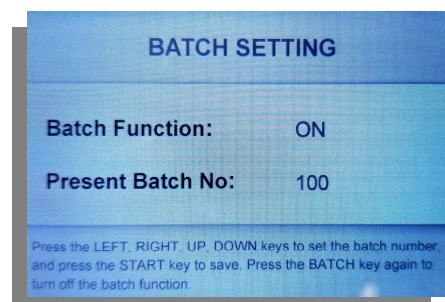 BATCH SETTING
Batch Function: ON
Present Batch No: 100
Press the LEFT, RIGHT, UP, DOWN keys to set the batch number,
and press the START key to save. Press the BATCH key again to
turn off the batch function.